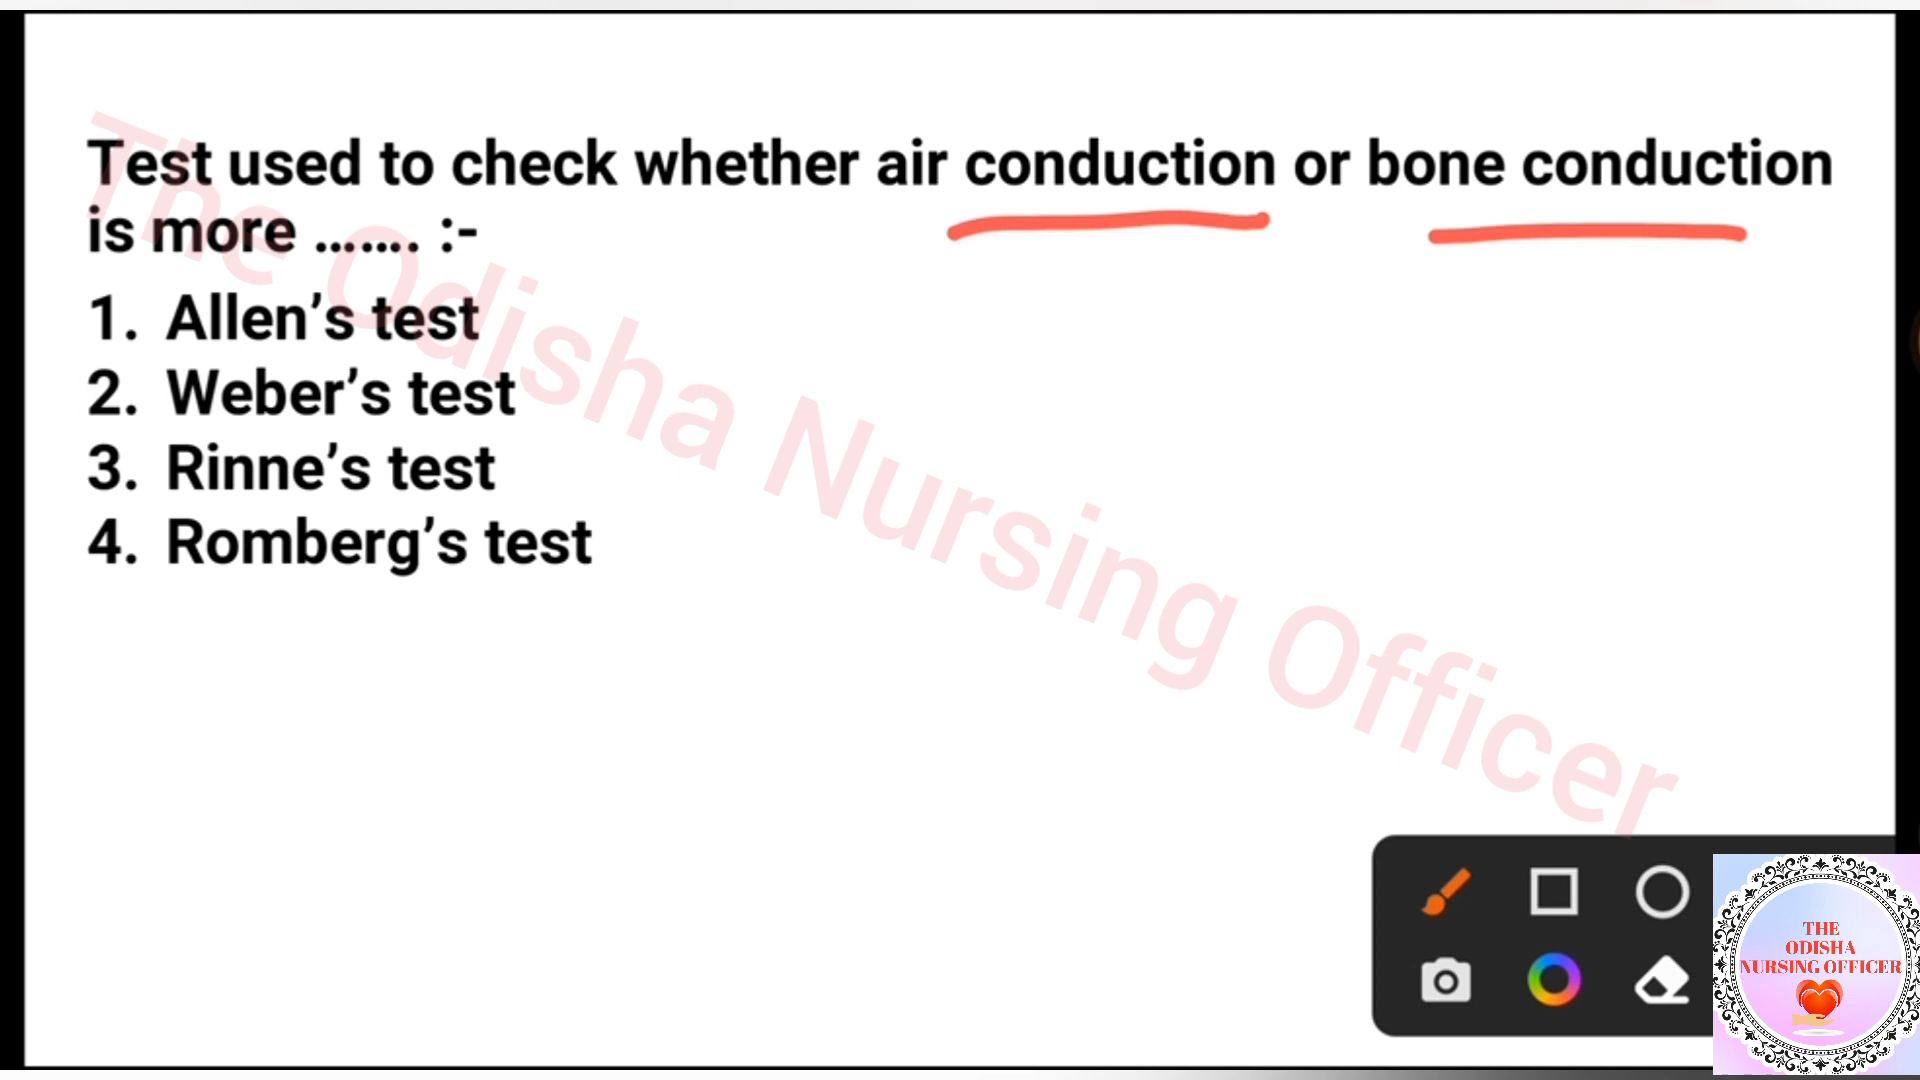 Test used to check whether air conduction or bone conduction
is more ....... :-
1. Allen’s test
2. Weber’s test
3. Rinne’s test
4. Romberg’s test
The Odisha Nursing Officer
THE
ODISHA
NURSING OFFICER